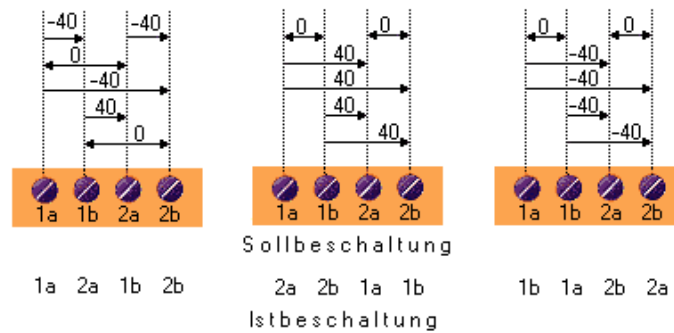 -40 -40 0 0 0 0
0 40 -40
-40 40 -40
40 40 -40
0 40 -40
1a 1b 2a 2b 1a 1b 2a 2b 1a 1b 2a 2b
Sollbeschaltung
1a 2a 1b 2b 2a 2b 1a 1b 1b 1a 2b 2a
Istbeschaltung